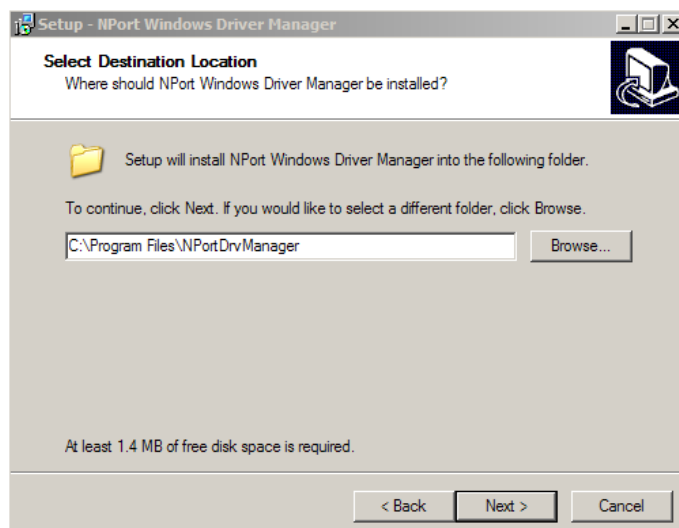 Setup - NPort Windows Driver Manager
Select Destination Location
Where should NPort Windows Driver Manager be installed?
Setup will install NPort Windows Driver Manager into the following folder.
To continue, click Next. If you would like to select a different folder, click Browse.
C:\Program Files\NPortDrvManager
Browse...
At least 1.4 MB of free disk space is required.
< Back
Next >
Cancel